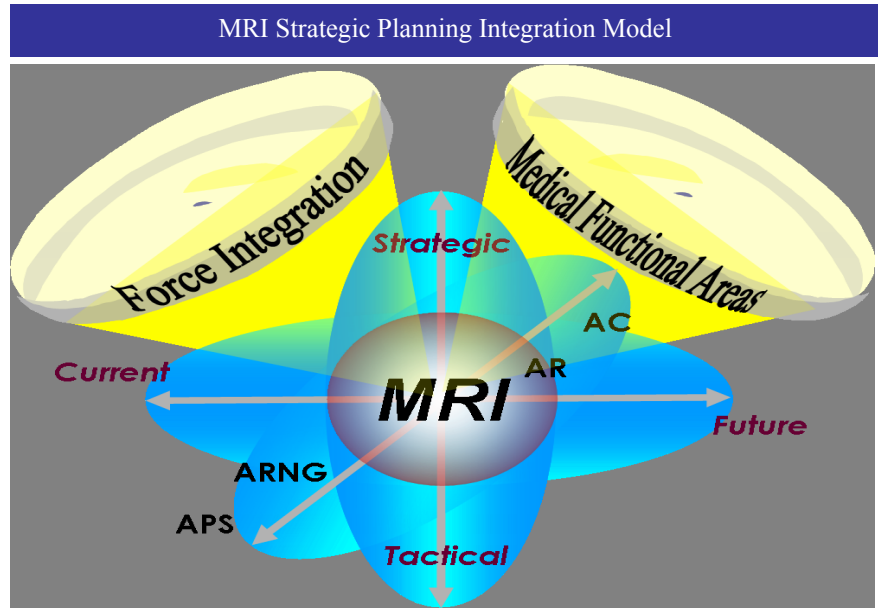 MRI Strategic Planning Integration Model
Force Integration
Medical Functional Areas
Strategic
AC
AR
Current
MRI
Future
ARNG
APS
Tactical